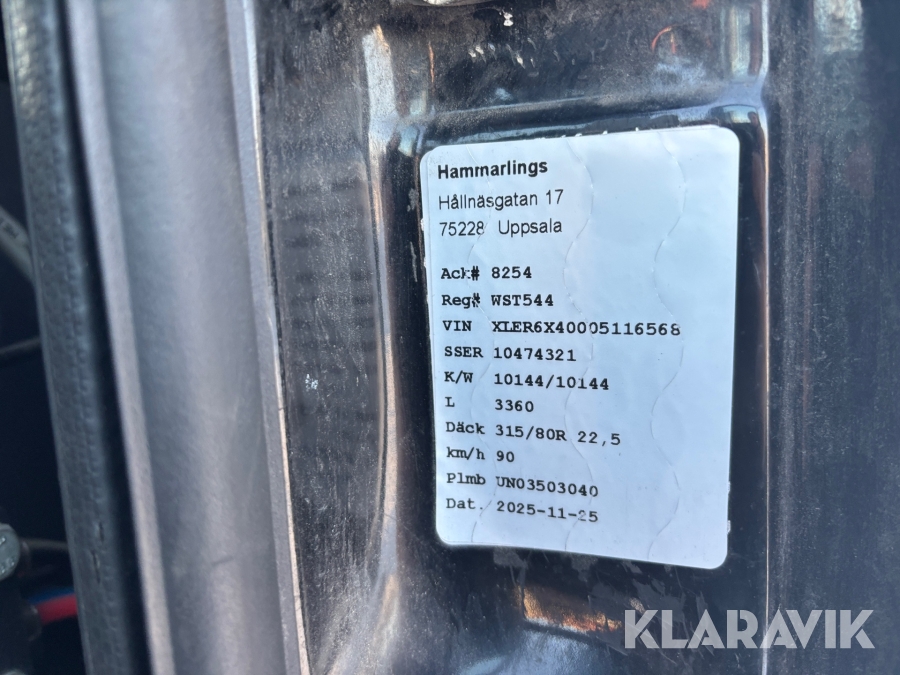 Hammarlings
Hållnäsgatan 17
75228 Uppsala
Ack# 8254
Reg# WST544
VIN XLER6X40005116568
SSER 10474321
K/W 10144/10144
L 3360
Däck 315/80R 22,5
km/h 90
Plmb UN03503040
Dat. 2025-11-25
KLARAVIK